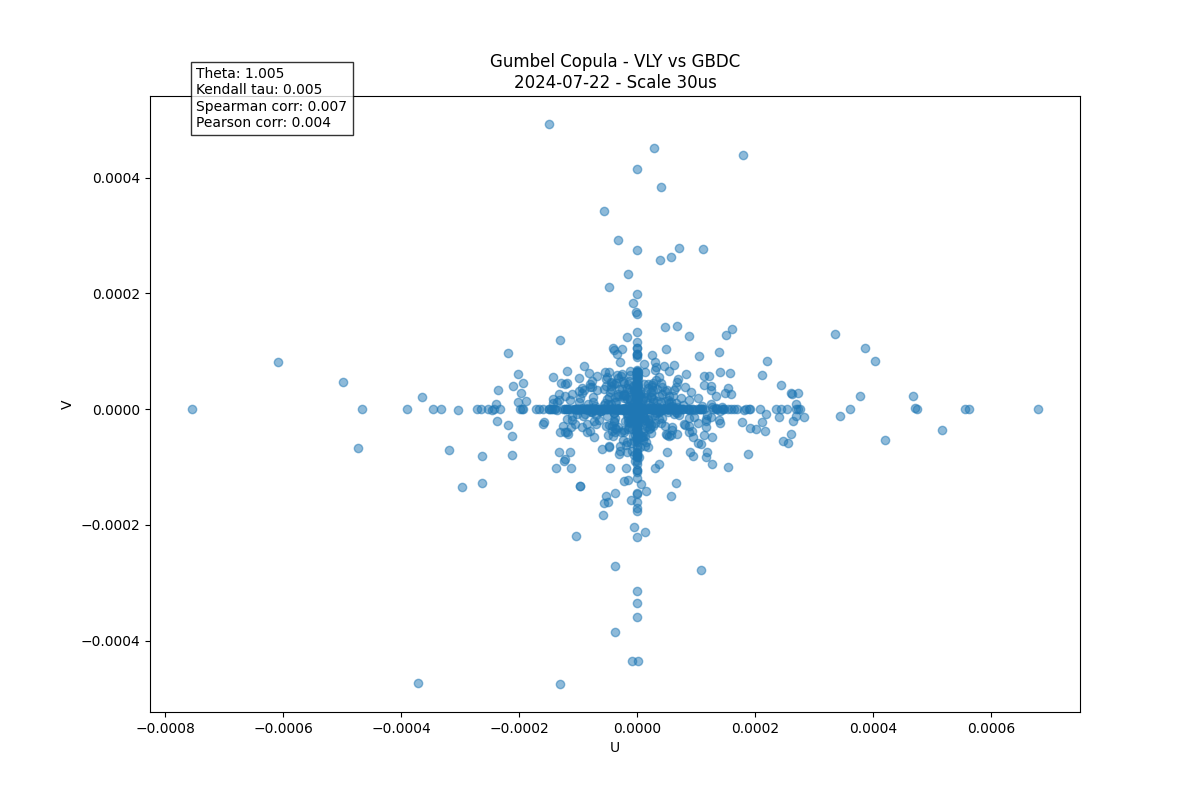 Gumbel Copula - VLY vs GBDC
2024-07-22 - Scale 30us
Theta: 1.005
Kendall tau: 0.005
Spearman corr: 0.007
Pearson corr: 0.004
V
0.0004
0.0002
0.0000
−0.0002
−0.0004
−0.0008
−0.0006
−0.0004
−0.0002
0.0000
0.0002
0.0004
0.0006
U